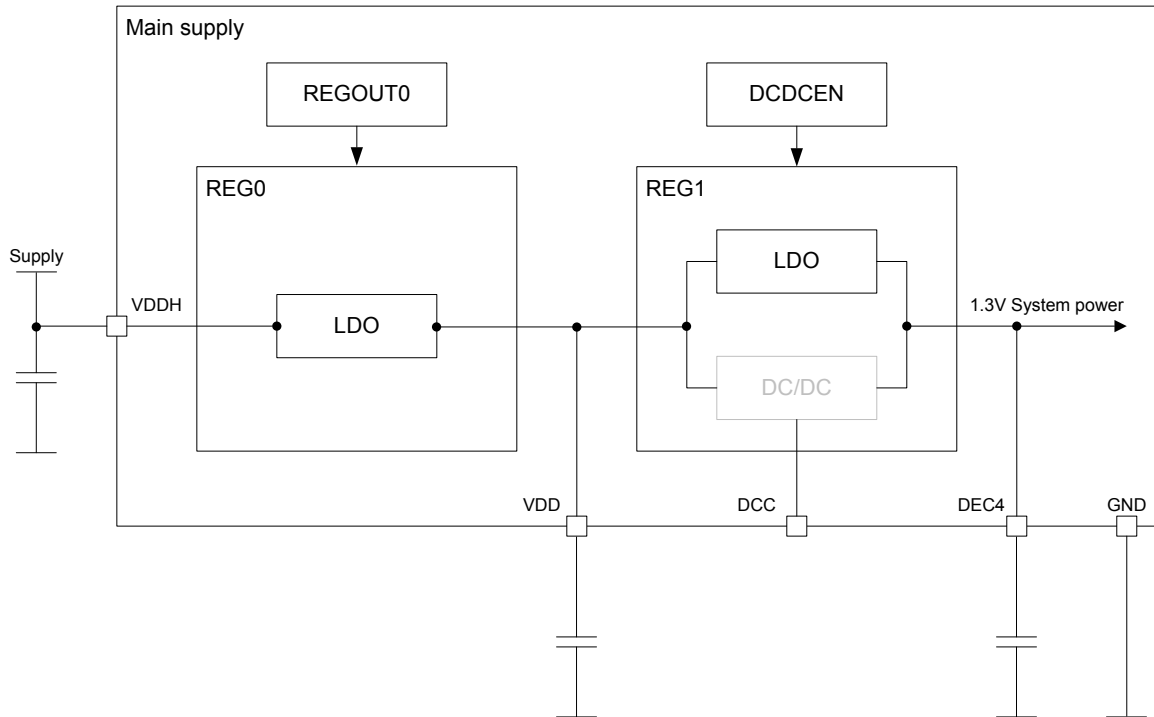 Main supply
REGOUT0
DCDCEN
REG0
REG1
Supply
LDO
VDDH
1.3V System power
LDO
DC/DC
VDD
DCC
DEC4
GND